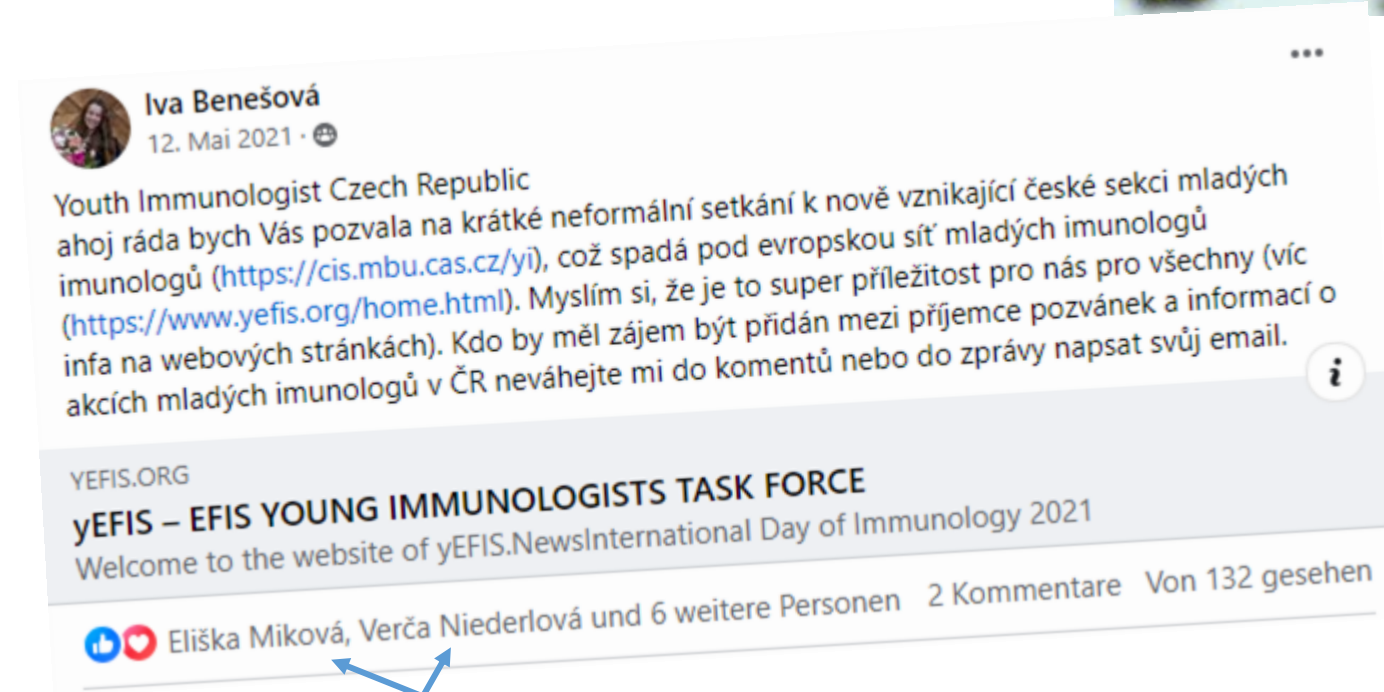 Iva Benešová
12. Mai 2021 ·
Youth Immunologist Czech Republic
ahoj ráda bych Vás pozvala na krátké neformální setkání k nově vznikající české sekci mladých
imunologů (https://cis.mbu.cas.cz/yi), což spadá pod evropskou síť mladých imunologů
(https://www.yefis.org/home.html). Myslím si, že je to super příležitost pro nás pro všechny (víc
infa na webových stránkách). Kdo by měl zájem být přidán mezi příjemce pozvánek a informací o
akcích mladých imunologů v ČR neváhejte mi do komentů nebo do zprávy napsat svůj email.
YEFIS.ORG
yEFIS – EFIS YOUNG IMMUNOLOGISTS TASK FORCE
Welcome to the website of yEFIS.NewsInternational Day of Immunology 2021
Eliška Miková, Verča Niederlová und 6 weitere Personen 2 Kommentare Von 132 gesehen